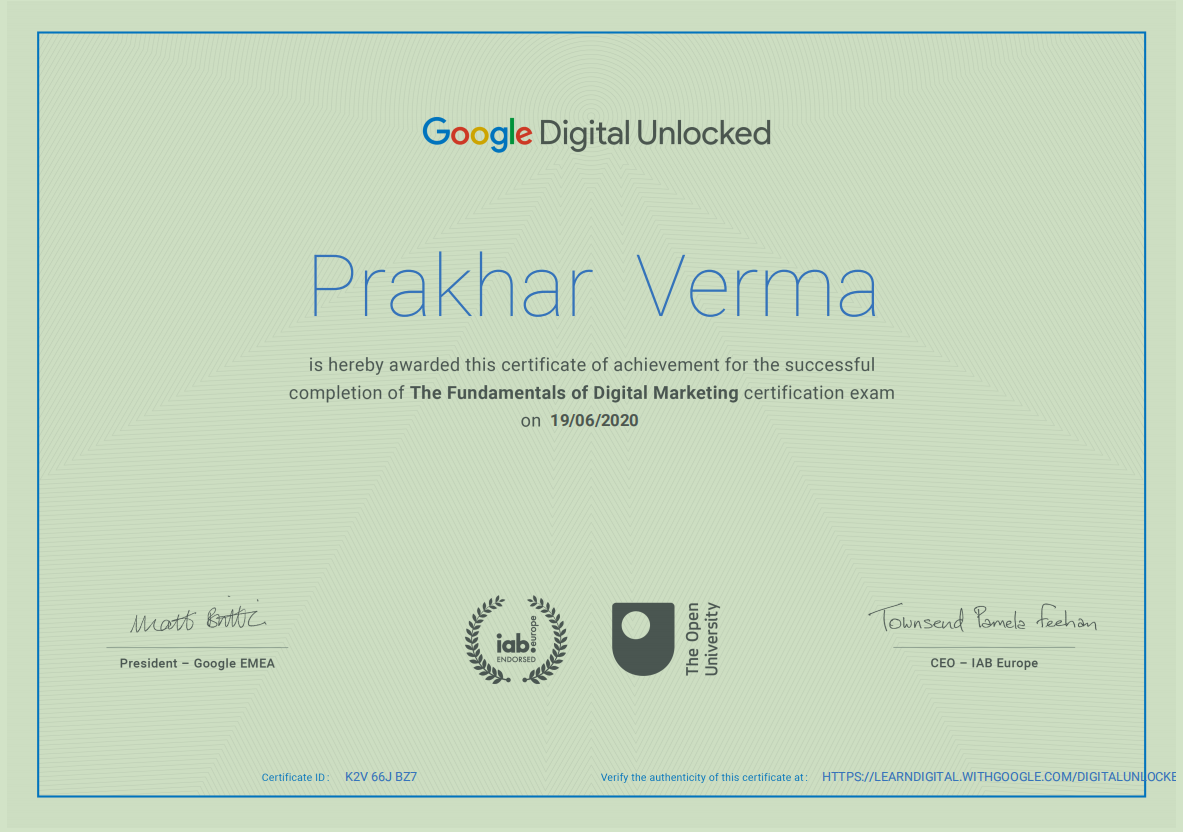 Google Digital Unlocked
Prakhar Verma
is hereby awarded this certificate of achievement for the successful
completion of The Fundamentals of Digital Marketing certification exam
on 19/06/2020
Matt Brittin
President – Google EMEA
iab. europe
ENDORSED
The Open
University
Townsend Pamela Feehan
CEO – IAB Europe
Certificate ID : K2V 66J BZ7
Verify the authenticity of this certificate at : HTTPS://LEARNDIGITAL.WITHGOOGLE.COM/DIGITALUNLOCKE